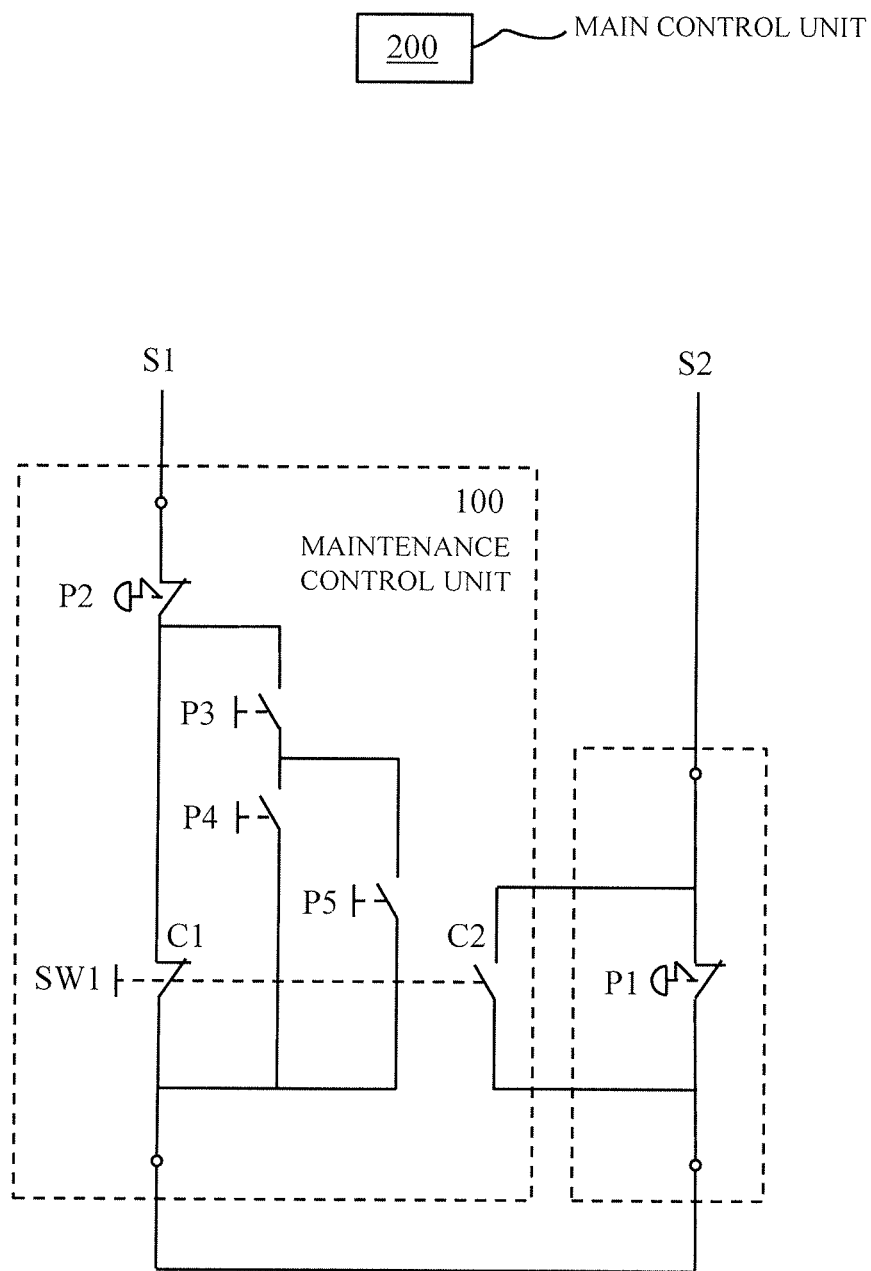 200
MAIN CONTROL UNIT
S1
S2
100
MAINTENANCE
CONTROL UNIT
P2
P3
P4
P5
C1
C2
SW1
P1